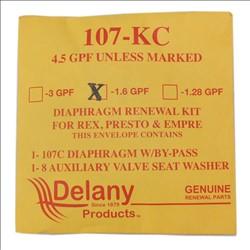 107-KC
4.5 GPF UNLESS MARKED
-3 GPF X -1.6 GPF -1.28 GPF
DIAPHRAGM RENEWAL KIT
FOR REX, PRESTO & EMPRE
THIS ENVELOPE CONTAINS
1- 107C DIAPHRAGM W/BY-PASS
1- 8 AUXILIARY VALVE SEAT WASHER
Delany
Since 1879
Products™
GENUINE
RENEWAL PARTS